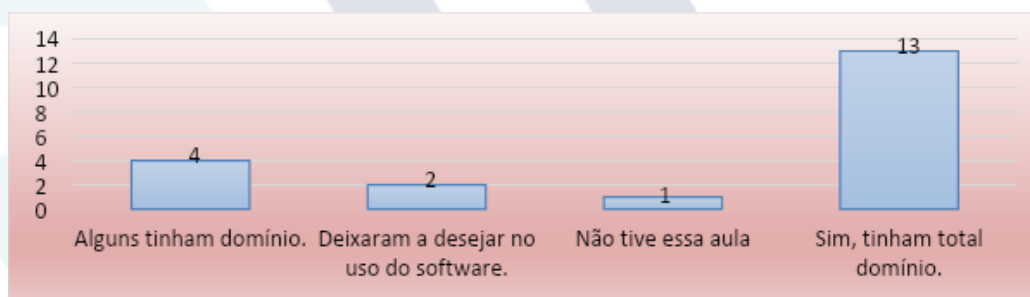 14
12
10
8
6
4
2
0
4
2
1
13
Alguns tinham domínio.
Deixaram a desejar no
uso do software.
Não tive essa aula
Sim, tinham total
domínio.